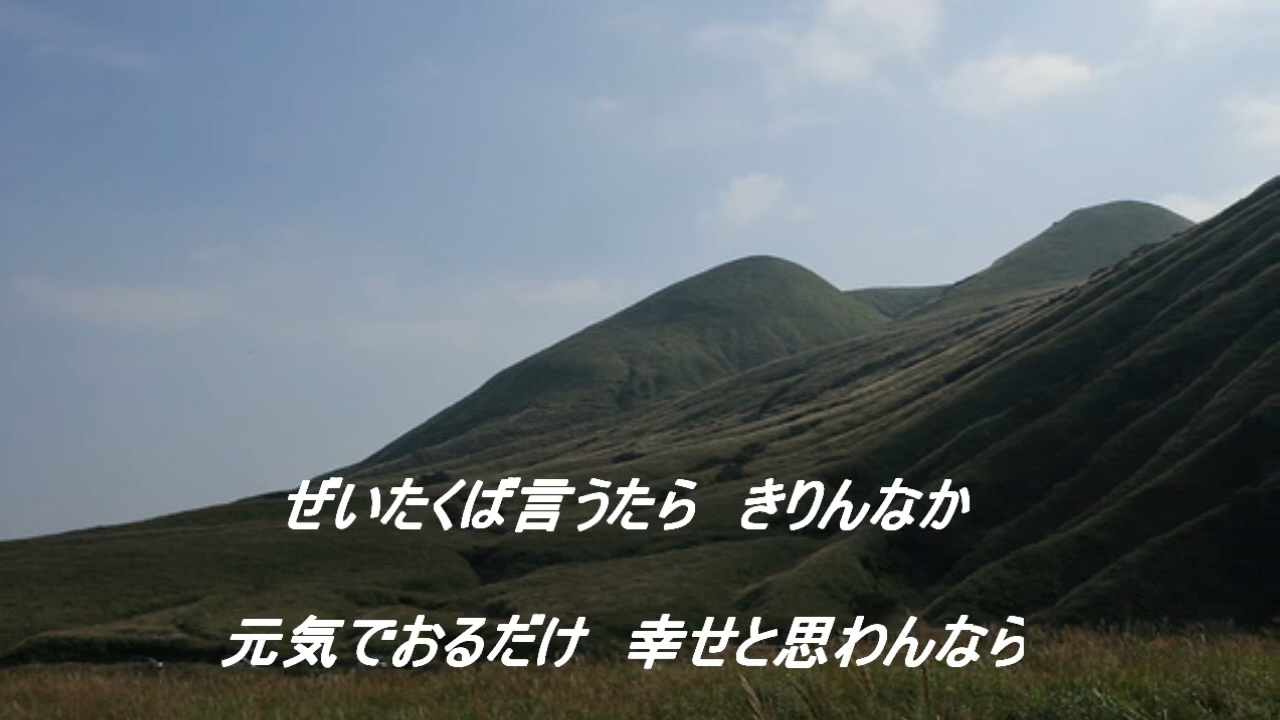 ぜいたくば言うたら　きりんなか
元気でおるだけ　幸せと思わんなら